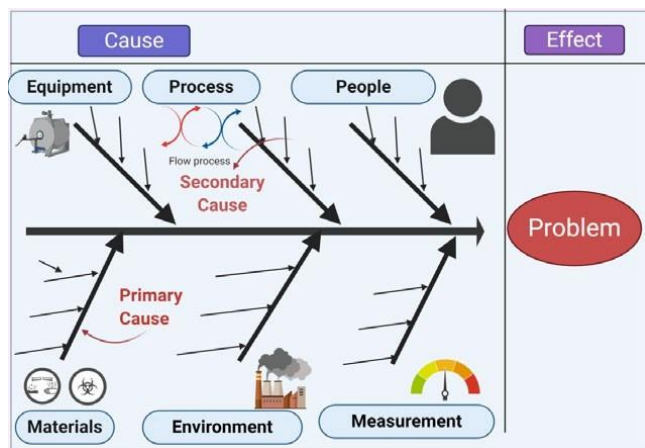 Cause
Effect
Equipment
Process
People
Flow process
Secondary
Cause
Problem
Primary
Cause
Materials
Environment
Measurement